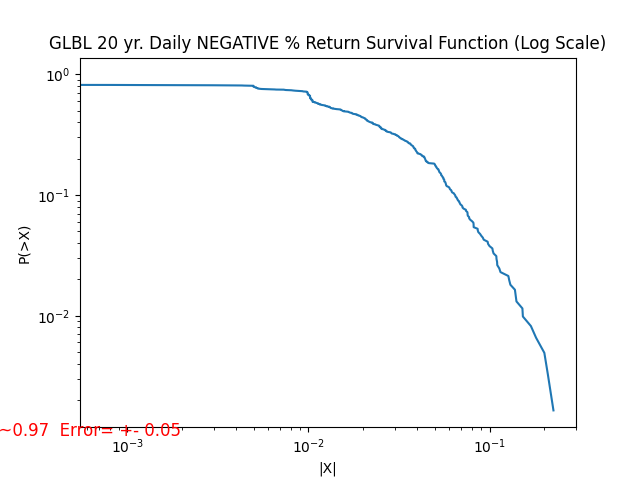 GLBL 20 yr. Daily NEGATIVE % Return Survival Function (Log Scale)
10⁰
10⁻¹
10⁻²
P(>X)
~0.97 Error= +- 0.05
10⁻³ 10⁻² 10⁻¹
|X|